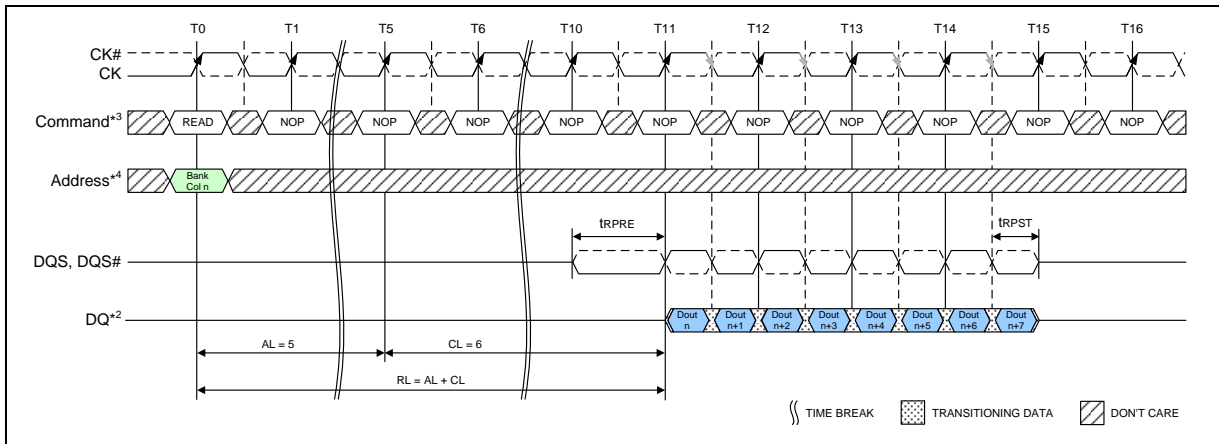 T0 T1 T5 T6 T10 T11 T12 T13 T14 T15 T16
CK#
CK
Command*3 READ NOP NOP NOP NOP NOP NOP NOP NOP NOP NOP
Address*4 Bank
Col n
tRPRE tRPST
DQS, DQS#
DQ*2 Dout
n Dout
n+1 Dout
n+2 Dout
n+3 Dout
n+4 Dout
n+5 Dout
n+6 Dout
n+7
AL = 5 CL = 6
RL = AL + CL
TIME BREAK TRANSITIONING DATA DON'T CARE